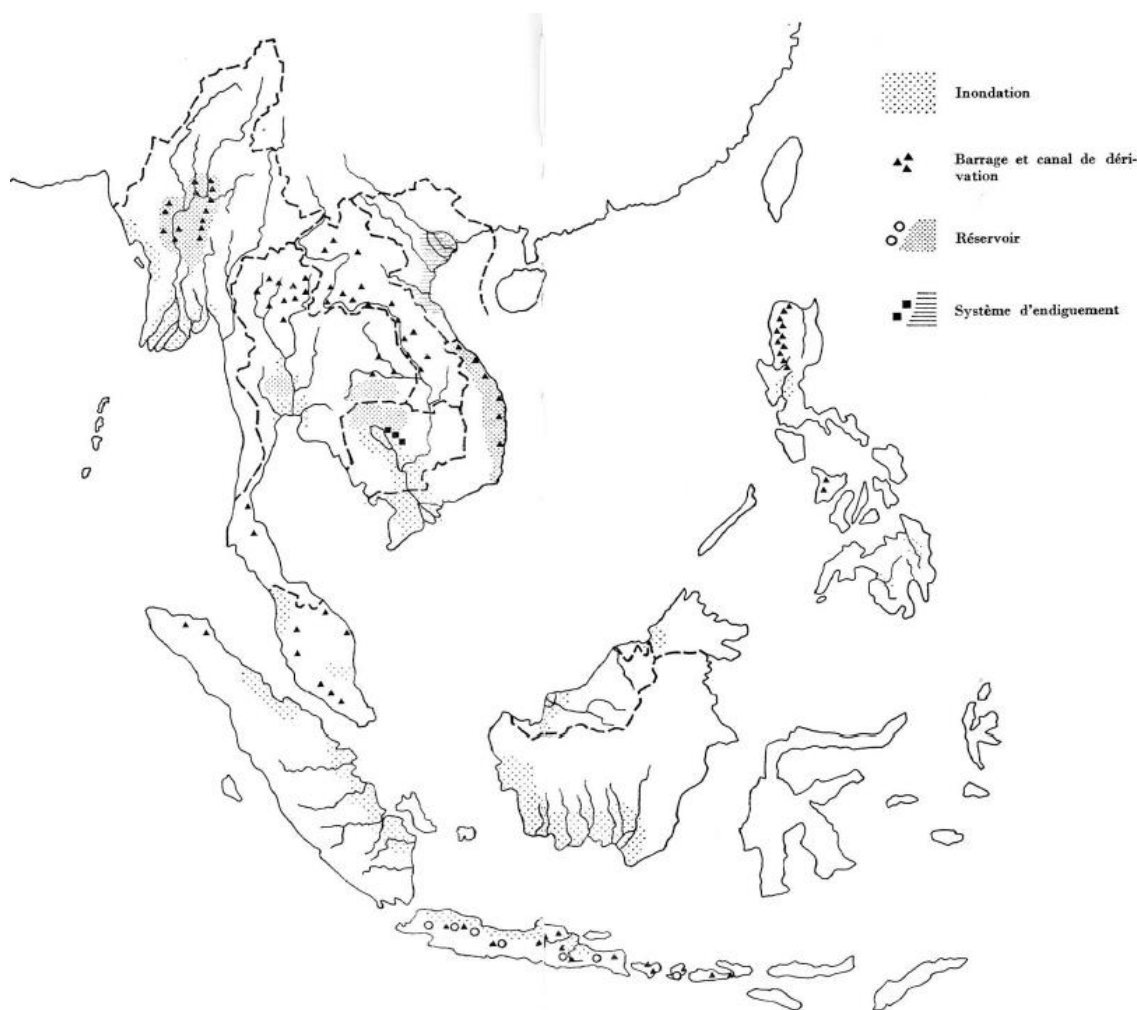 Inondation
Barrage et canal de déri-
vation
Réservoir
Système d'endiguement